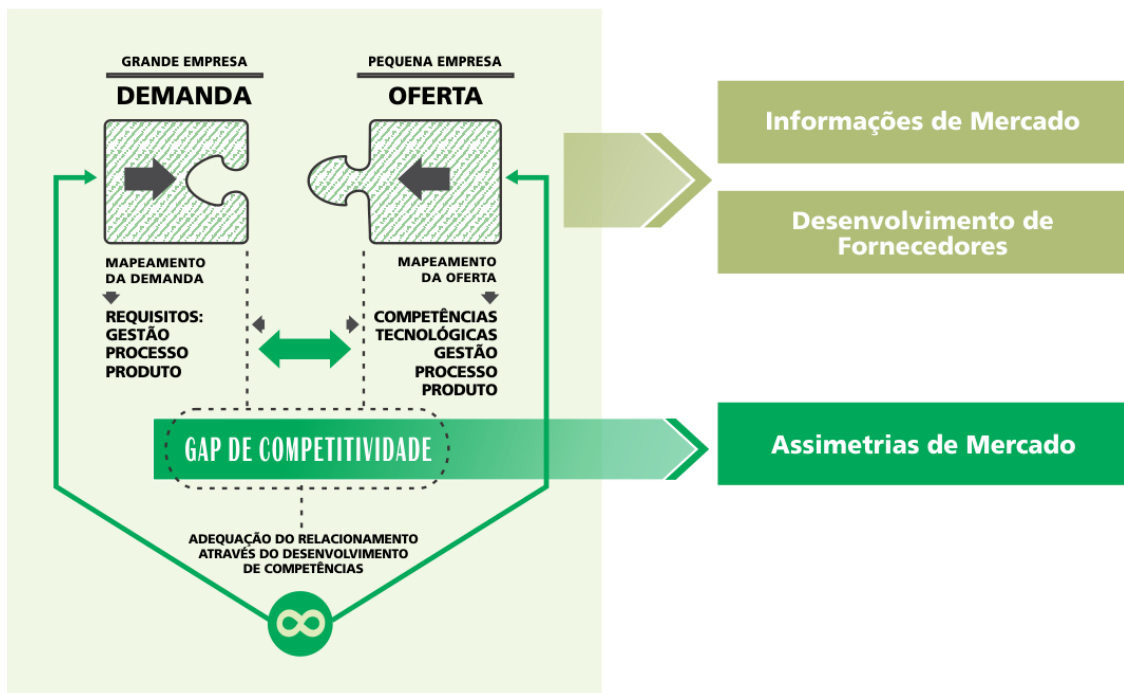 GRANDE EMPRESA
DEMANDA
PEQUENA EMPRESA
OFERTA
MAPEAMENTO
DA DEMANDA
REQUISITOS:
GESTÃO
PROCESSO
PRODUTO
MAPEAMENTO
DA OFERTA
COMPETÊNCIAS
TECNOLÓGICAS
GESTÃO
PROCESSO
PRODUTO
GAP DE COMPETITIVIDADE
ADEQUAÇÃO DO RELACIONAMENTO
ATRAVÉS DO DESENVOLVIMENTO
DE COMPETÊNCIAS
Informações de Mercado
Desenvolvimento de
Fornecedores
Assimetrias de Mercado